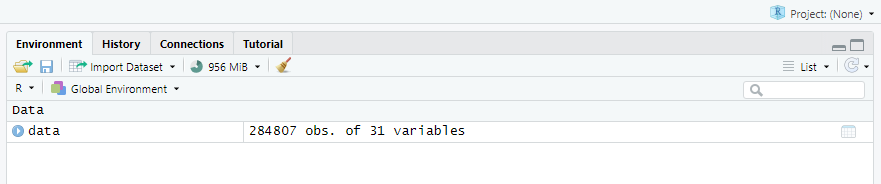 Project: (None)
Environment History Connections Tutorial
Import Dataset 956 MiB List
R Global Environment
Data
data 284807 obs. of 31 variables